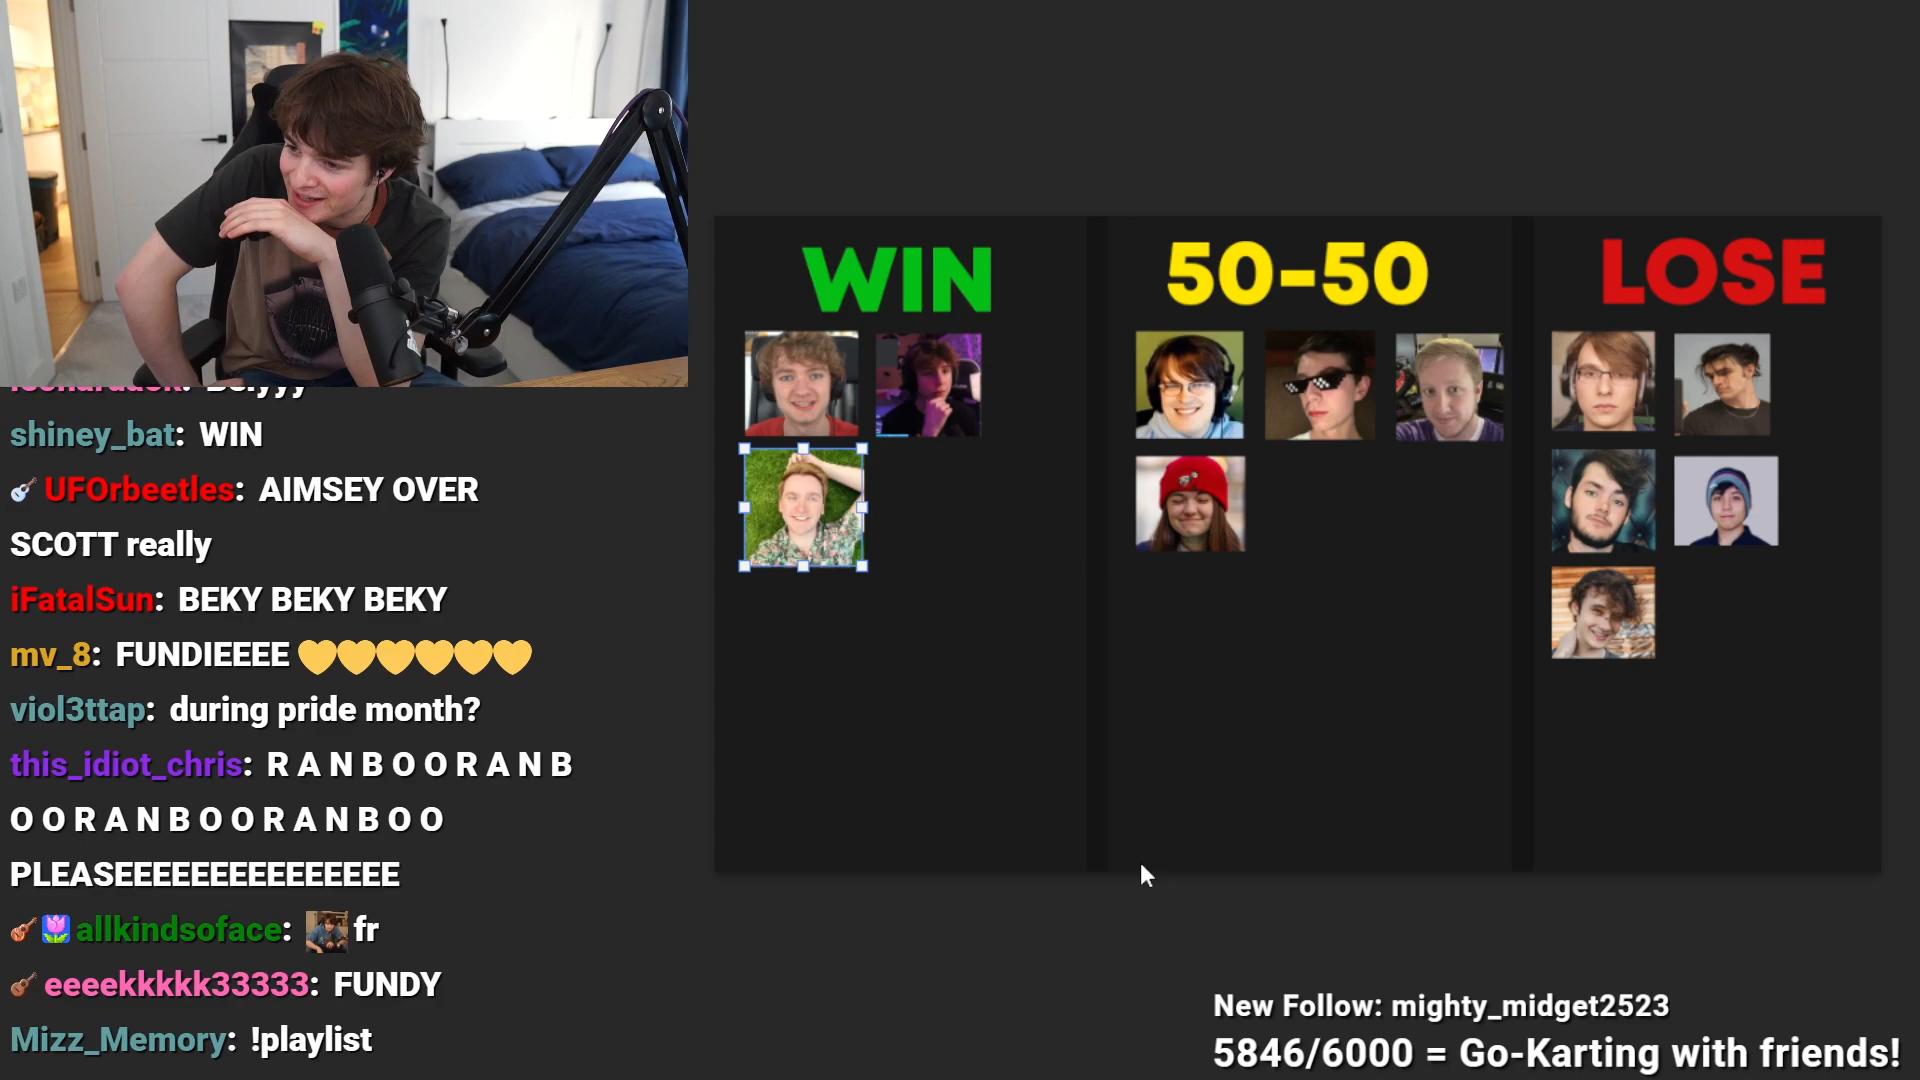 WIN
50-50
LOSE
shiney_bat: WIN
UFOrbeetles: AIMSEY OVER
SCOTT really
iFatalSun: BEKY BEKY BEKY
mv_8: FUNDIEEEE 💛💛💛💛💛💛
viol3ttap: during pride month?
this_idiot_chris: R A N B O O R A N B
O O R A N B O O R A N B O O
PLEASEEEEEEEEEEEEEEE
allkindsoface: fr
eeeekkkkk33333: FUNDY
Mizz_Memory: !playlist
New Follow: mighty_midget2523
5846/6000 = Go-Karting with friends!